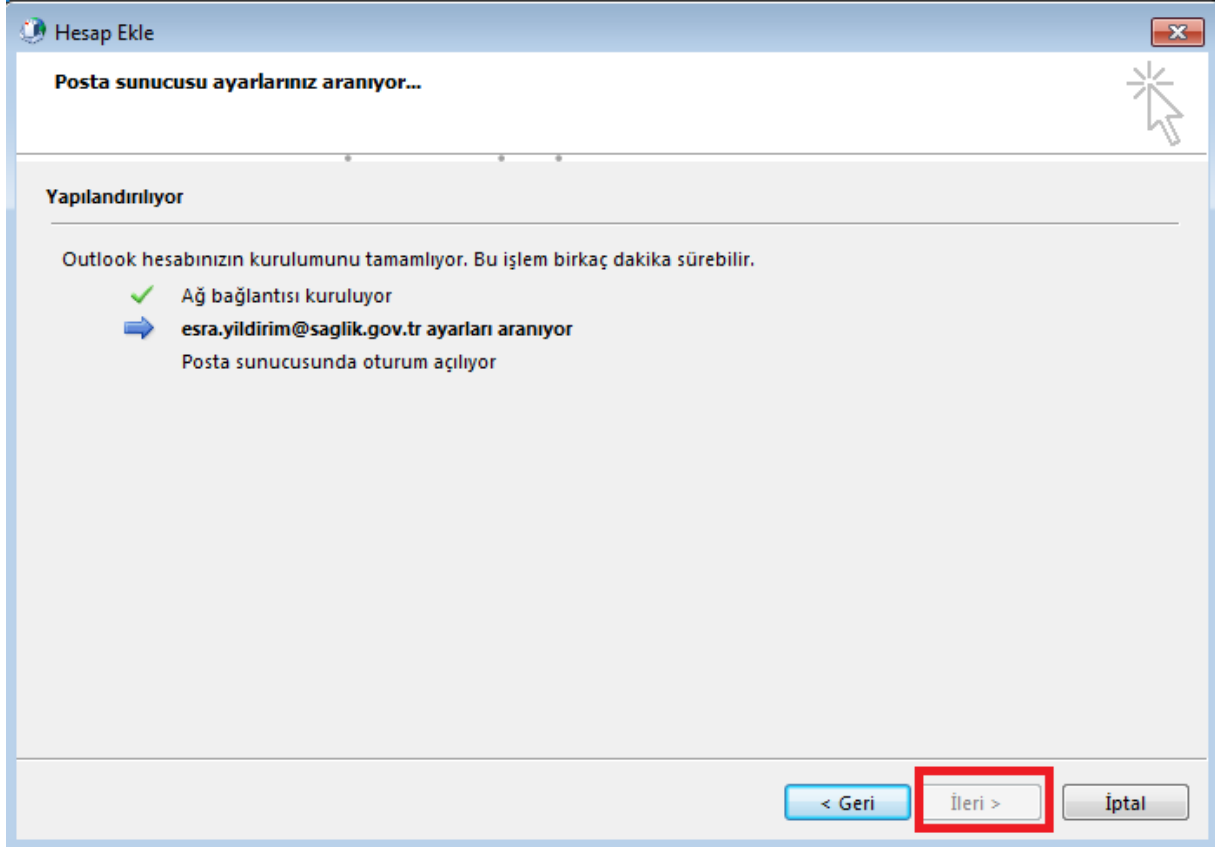 Hesap Ekle
Posta sunucusu ayarlarınız aranıyor...
Yapılandırılıyor
Outlook hesabınızın kurulumunu tamamlıyor. Bu işlem birkaç dakika sürebilir.
Ağ bağlantısı kuruluyor
esra.yildirim@saglik.gov.tr ayarları aranıyor
Posta sunucusunda oturum açılıyor
< Geri
İleri >
İptal